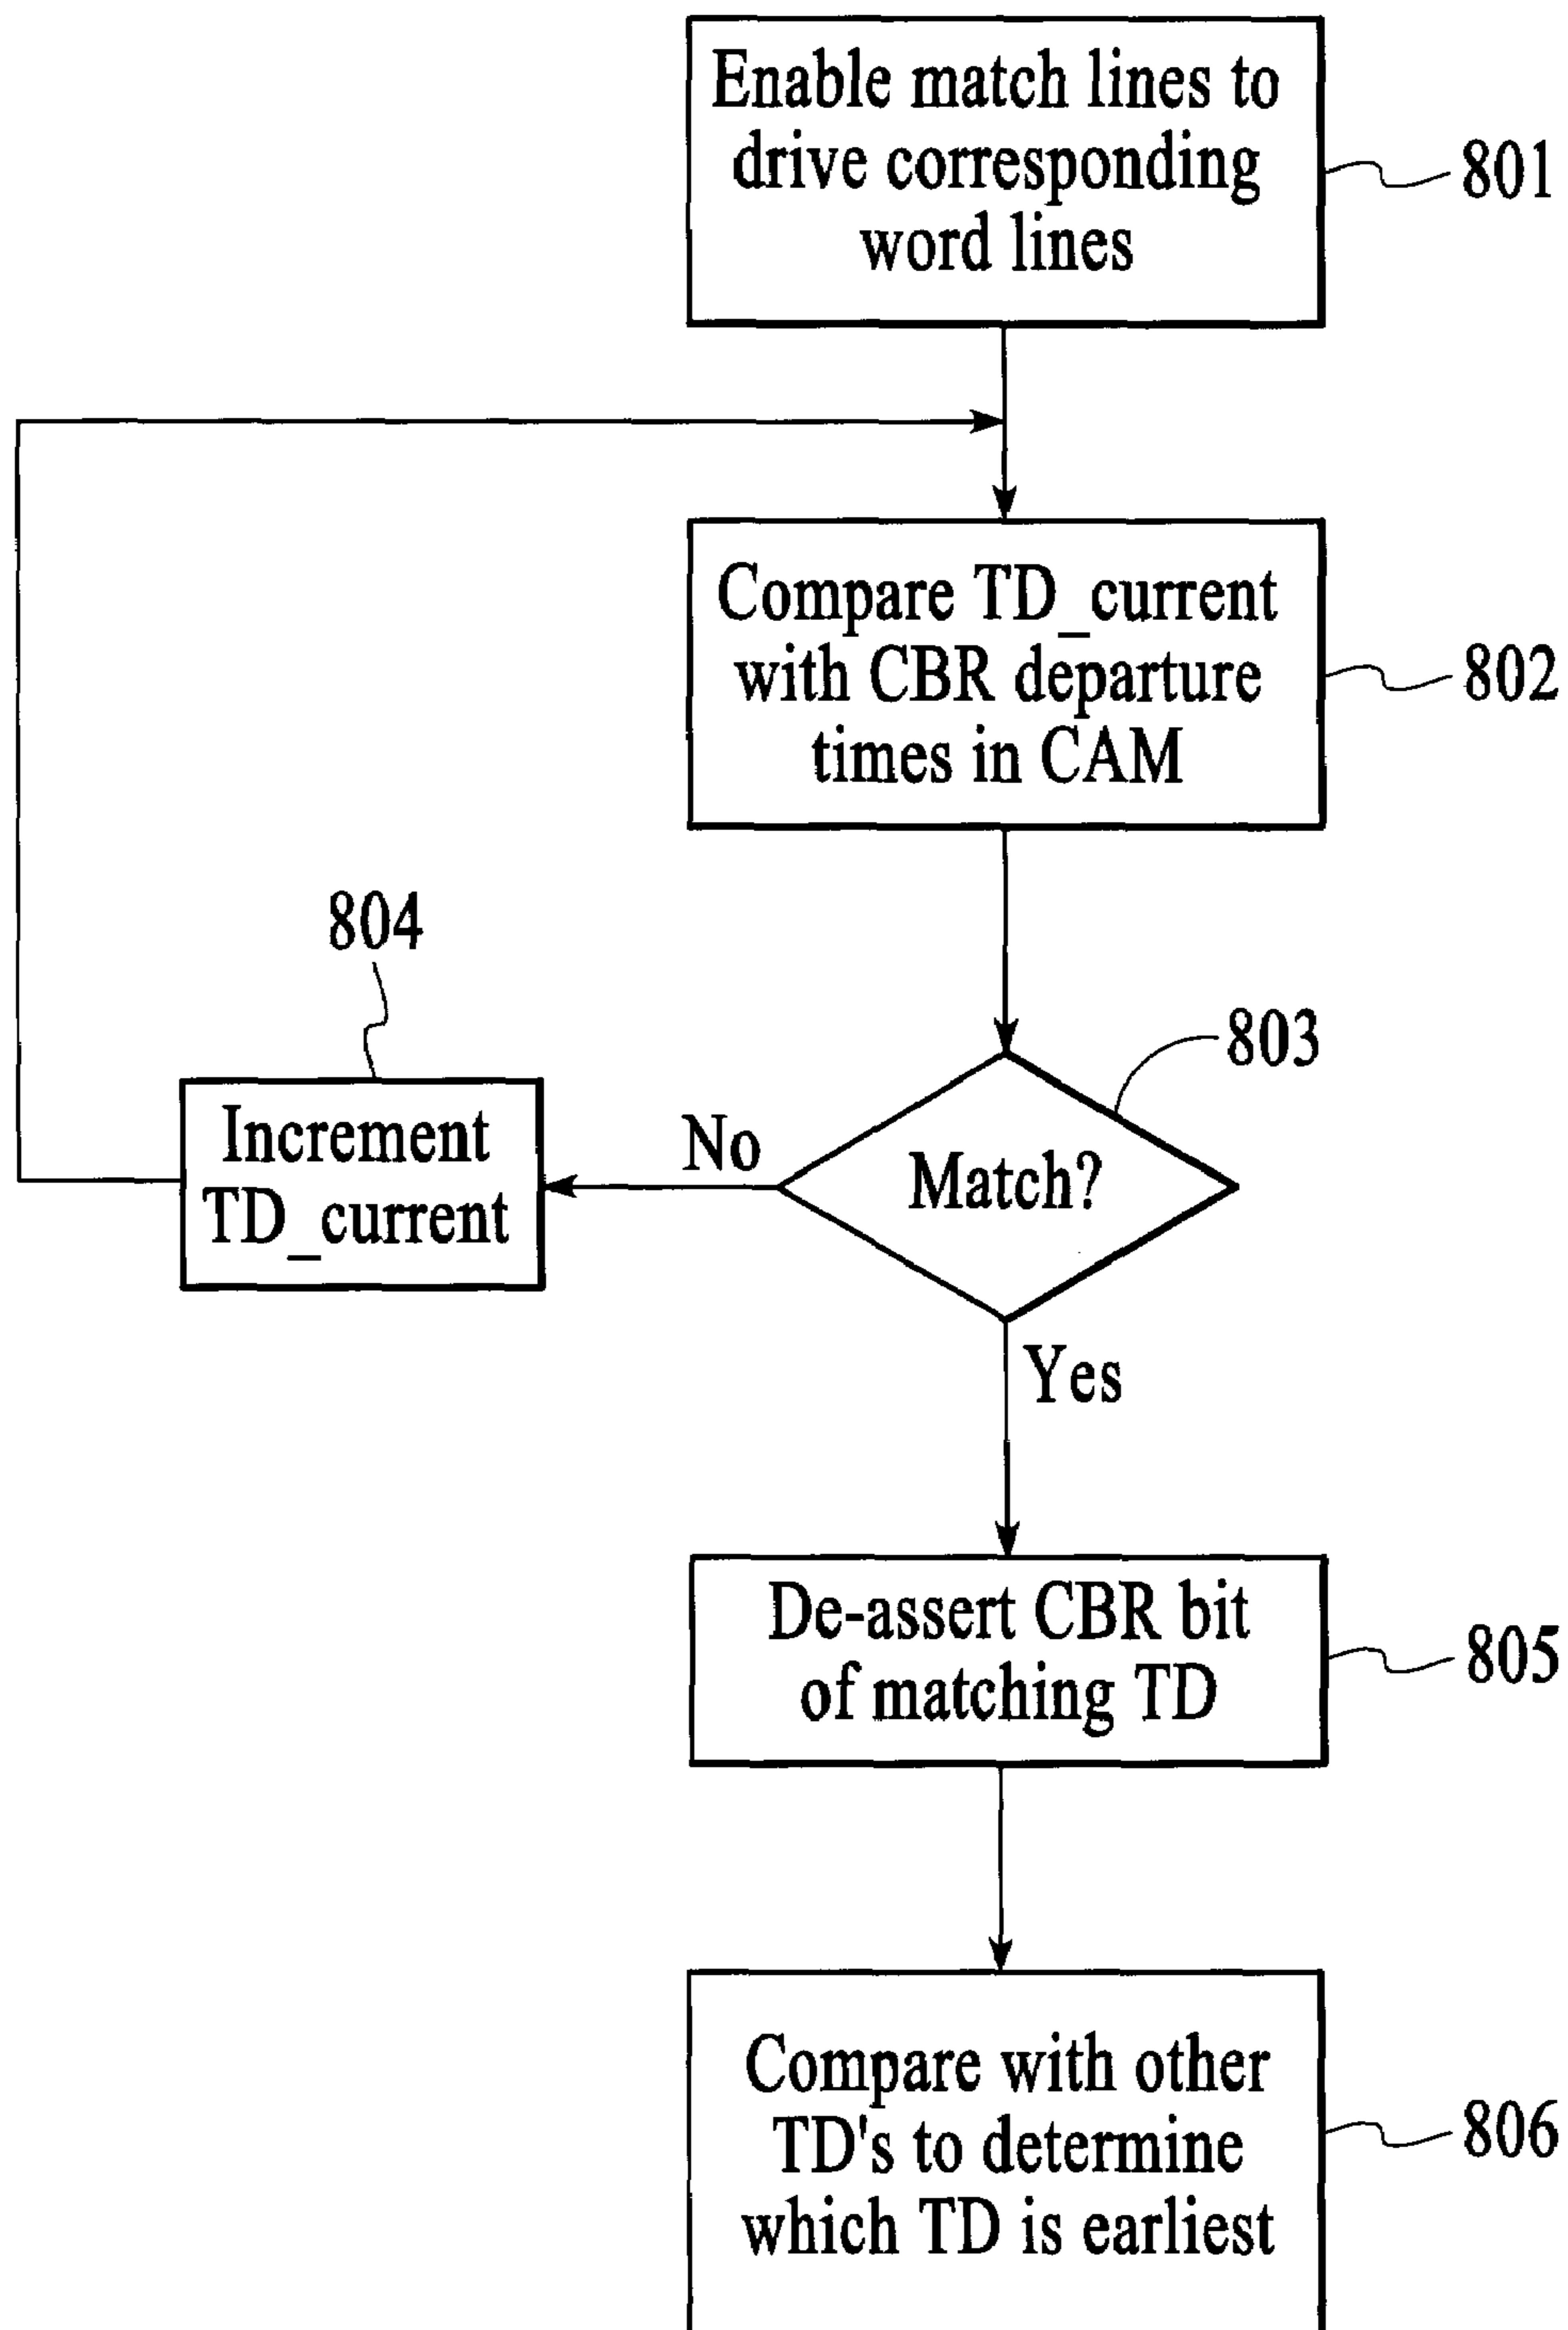 Enable match lines to
drive corresponding
word lines
801
Compare TD_current
with CBR departure
times in CAM
802
804
803
Increment
TD_current
No
Match?
Yes
De-assert CBR bit
of matching TD
805
Compare with other
TD's to determine
which TD is earliest
806